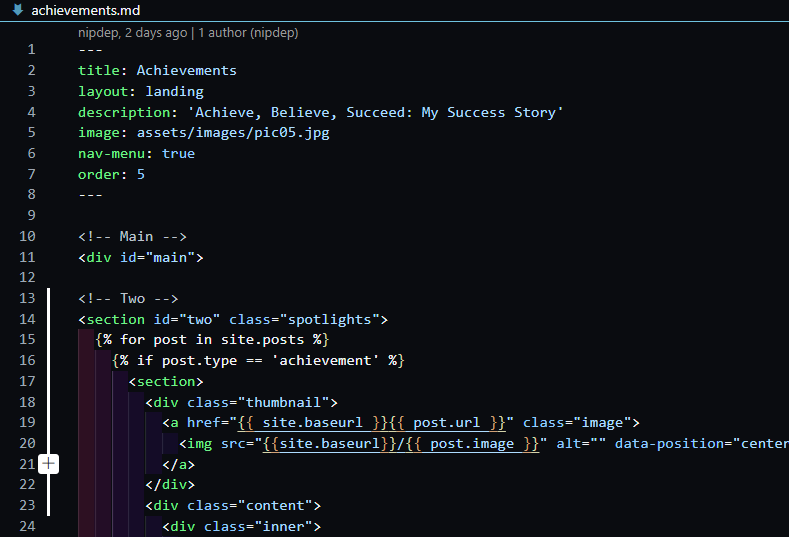 achievements.md
nipdep, 2 days ago | 1 author (nipdep)
1 ---
2 title: Achievements
3 layout: landing
4 description: 'Achieve, Believe, Succeed: My Success Story'
5 image: assets/images/pic05.jpg
6 nav-menu: true
7 order: 5
8 ---
9
10 <!-- Main -->
11 <div id="main">
12
13 <!-- Two -->
14 <section id="two" class="spotlights">
15 {% for post in site.posts %}
16 {% if post.type == 'achievement' %}
17 <section>
18 <div class="thumbnail">
19 <a href="{{ site.baseurl }}{{ post.url }}" class="image">
20 <img src="{{site.baseurl}}/{{ post.image }}" alt="" data-position="center
21 </a>
22 </div>
23 <div class="content">
24 <div class="inner">